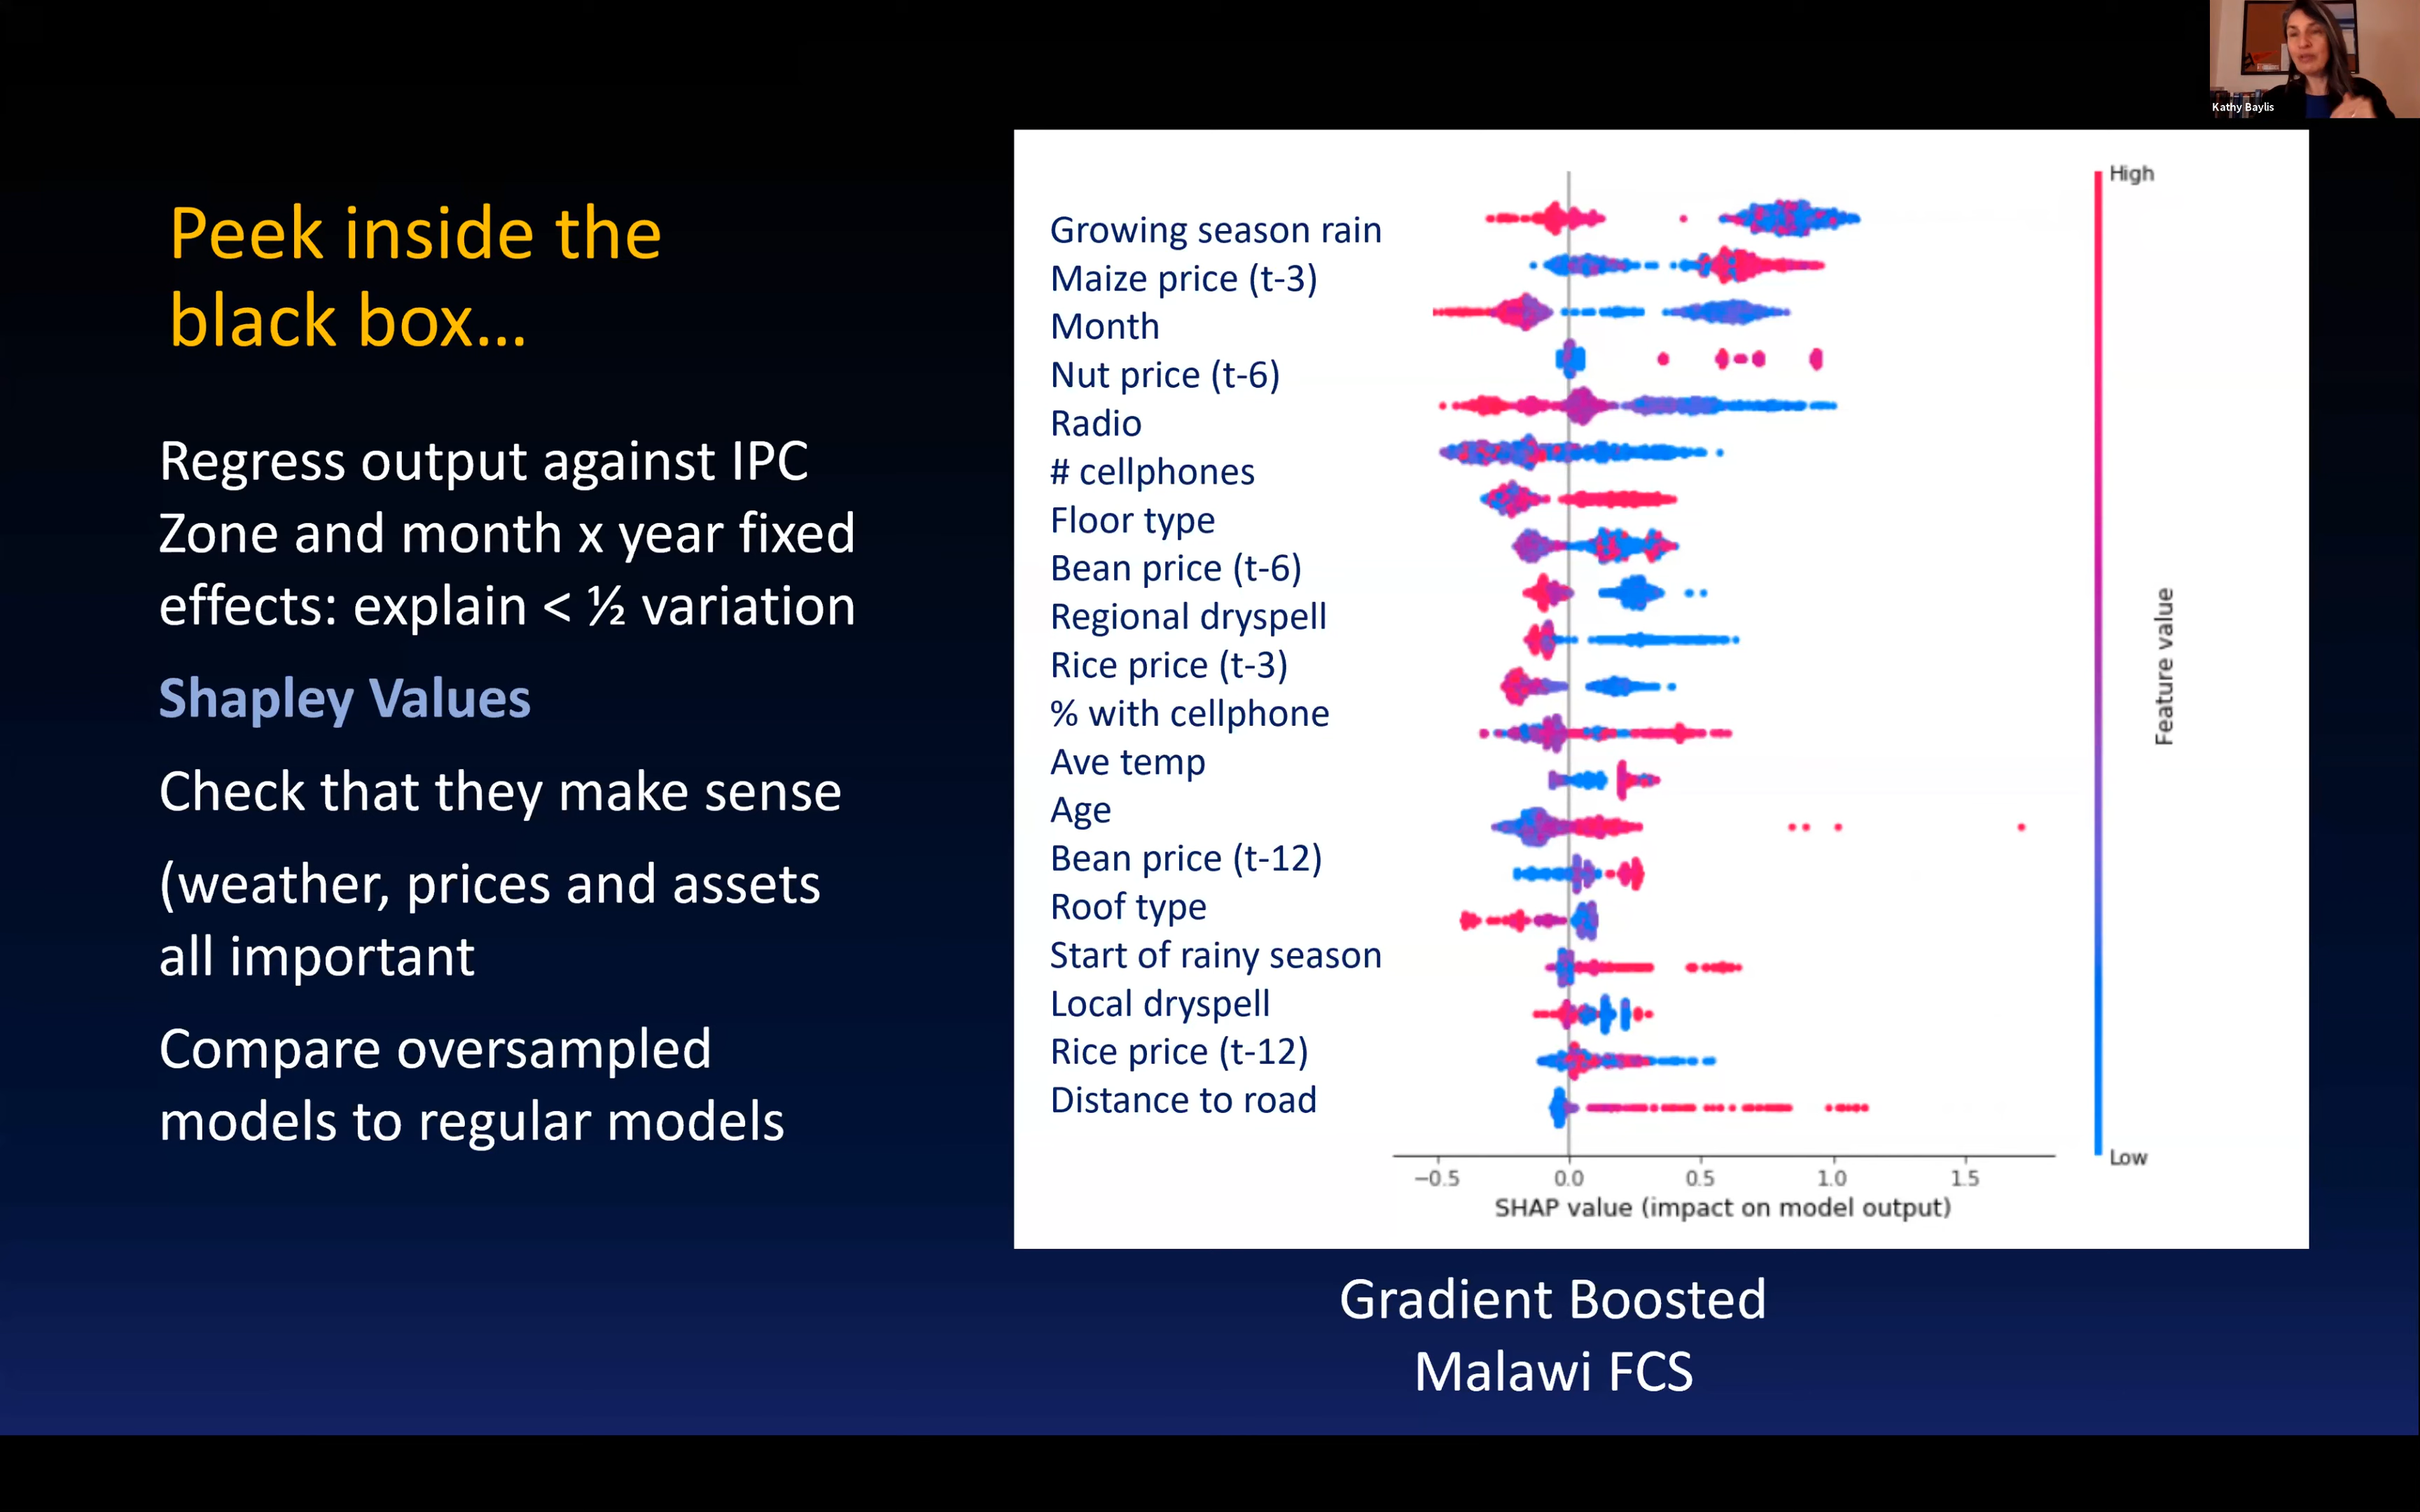 Kathy Baylis
Peek inside the
black box...
Regress output against IPC
Zone and month x year fixed
effects: explain < ½ variation
Shapley Values
Check that they make sense
(weather, prices and assets
all important
Compare oversampled
models to regular models
Growing season rain
Maize price (t-3)
Month
Nut price (t-6)
Radio
# cellphones
Floor type
Bean price (t-6)
Regional dryspell
Rice price (t-3)
% with cellphone
Ave temp
Age
Bean price (t-12)
Roof type
Start of rainy season
Local dryspell
Rice price (t-12)
Distance to road
−0.5 0.0 0.5 1.0 1.5
SHAP value (impact on model output)
High
Feature value
Low
Gradient Boosted
Malawi FCS